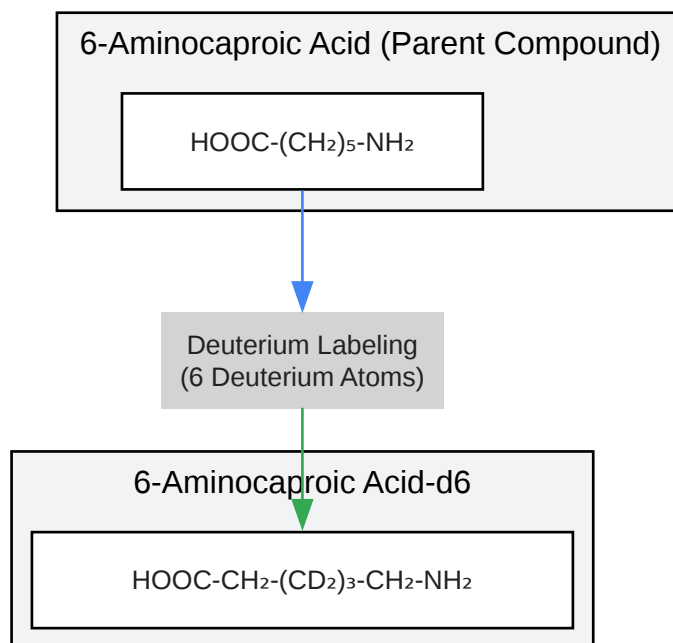 6-Aminocaproic Acid (Parent Compound)
HOOC-(CH₂)₅-NH₂
Deuterium Labeling
(6 Deuterium Atoms)
6-Aminocaproic Acid-d6
HOOC-CH₂-(CD₂)₃-CH₂-NH₂